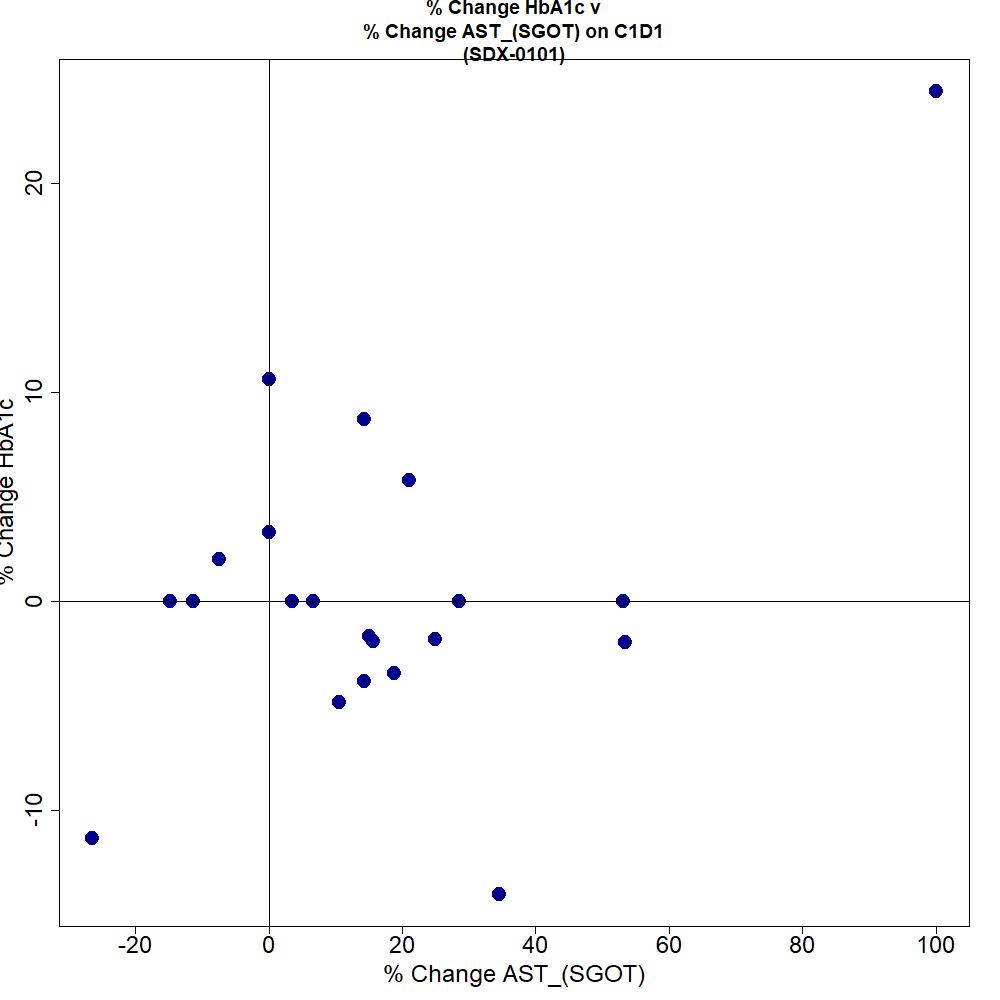 % Change HbA1c v
% Change AST_(SGOT) on C1D1
(SDX-0101)
% Change HbA1c
20
10
0
-10
-20 0 20 40 60 80 100
% Change AST_(SGOT)